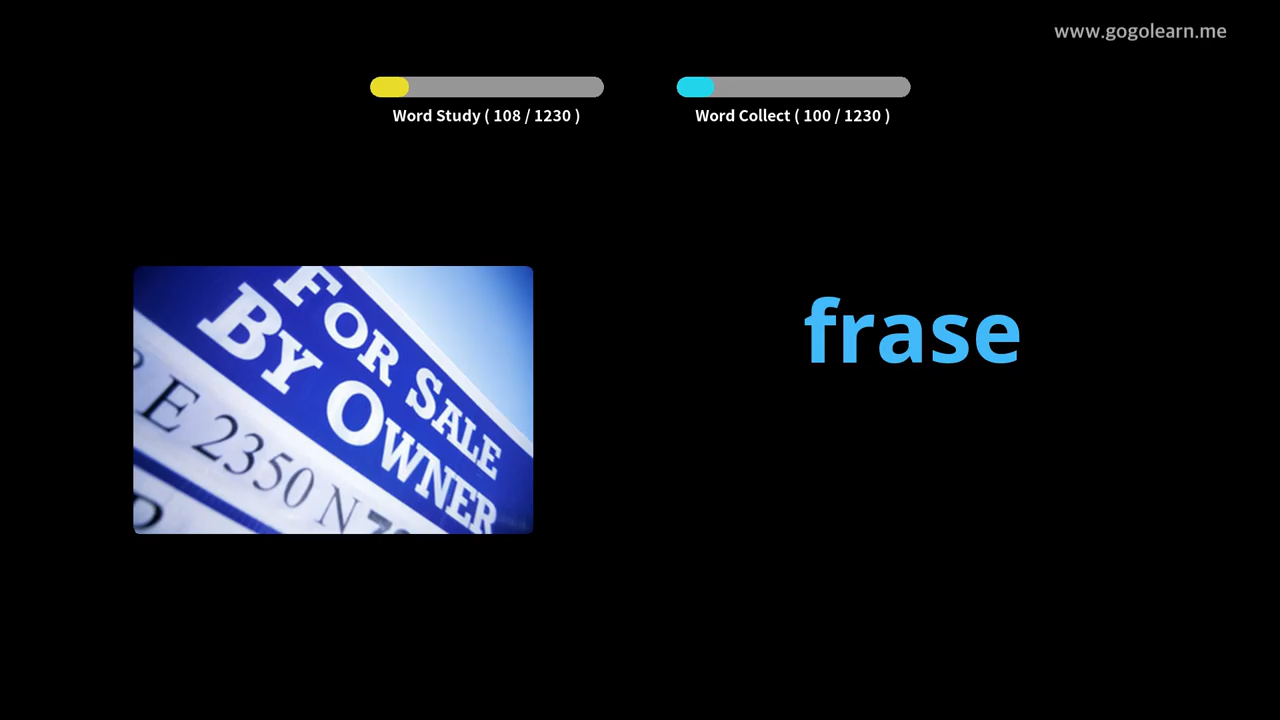 www.gogolearn.me
Word Study ( 108 / 1230 )
Word Collect ( 100 / 1230 )
FOR SALE
BY OWNER
E 2350 N
frase